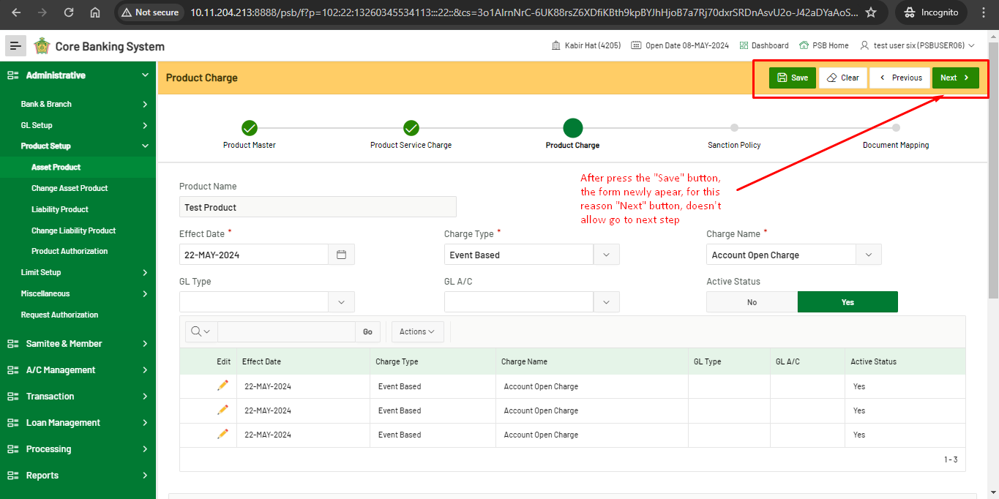 Not secure
10.11.204.213:8888/psb/f?p=102:22:13260345534113:::22::&cs=3o1AlrnNrC-6UK88rsZ6XDfiKBth9kpBYJhHjoB7a7Rj70dxrSRDnAsvU2o-J42aDYaAoS...
Incognito
Core Banking System
Kabir Hat (4205)
Open Date 08-MAY-2024
Dashboard
PSB Home
test user six (PSBUSER06)
Administrative
Bank & Branch
GL Setup
Product Setup
Asset Product
Change Asset Product
Liability Product
Change Liability Product
Product Authorization
Limit Setup
Miscellaneous
Request Authorization
Samitee & Member
A/C Management
Transaction
Loan Management
Processing
Reports
Product Charge
Save
Clear
Previous
Next
Product Master
Product Service Charge
Product Charge
Sanction Policy
Document Mapping
After press the "Save" button,
the form newly apear, for this
reason "Next" button, doesn't
allow go to next step
Product Name
Test Product
Effect Date *
Charge Type *
Charge Name *
22-MAY-2024
Event Based
Account Open Charge
GL Type
GL A/C
Active Status
No
Yes
Go
Actions
Edit Effect Date Charge Type Charge Name GL Type GL A/C Active Status
22-MAY-2024 Event Based Account Open Charge Yes
22-MAY-2024 Event Based Account Open Charge Yes
22-MAY-2024 Event Based Account Open Charge Yes
1 - 3